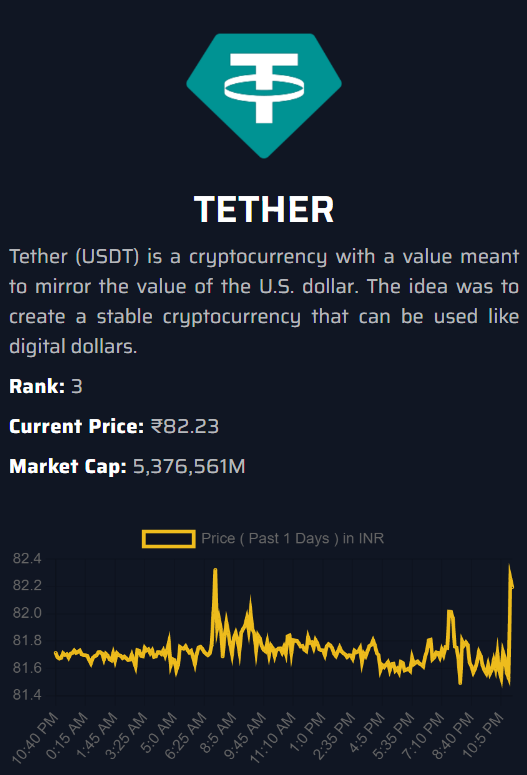 TETHER
Tether (USDT) is a cryptocurrency with a value meant
to mirror the value of the U.S. dollar. The idea was to
create a stable cryptocurrency that can be used like
digital dollars.
Rank: 3
Current Price: ₹82.23
Market Cap: 5,376,561M
Price ( Past 1 Days ) in INR
82.4
82.2
82.0
81.8
81.6
81.4
10:40 PM
0:15 AM
1:45 AM
3:25 AM
5:0 AM
6:25 AM
8:5 AM
9:45 AM
11:10 AM
1:0 PM
2:35 PM
4:5 PM
5:35 PM
7:10 PM
8:40 PM
10:5 PM